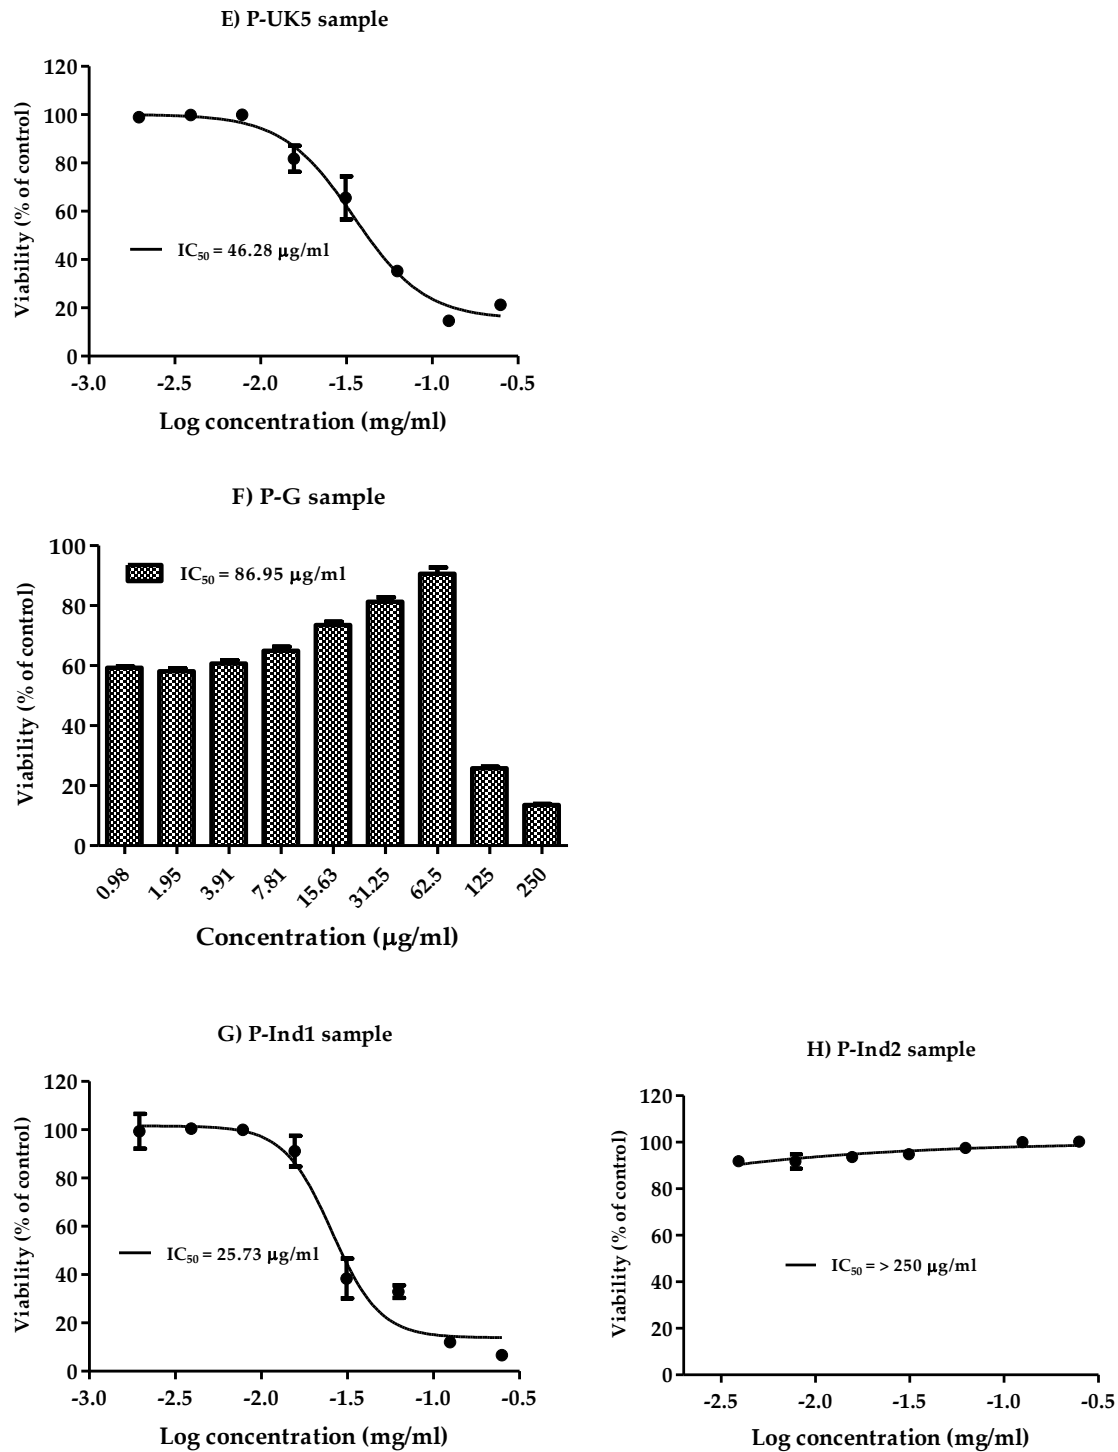 E) P-UK5 sample
120
100
80
60
40
20
0
Viability (% of control)
IC50 = 46.28 µg/ml
-3.0 -2.5 -2.0 -1.5 -1.0 -0.5
Log concentration (mg/ml)
F) P-G sample
100
80
60
40
20
0
Viability (% of control)
IC50 = 86.95 µg/ml
0.98 1.95 3.91 7.81 15.63 31.25 62.5 125 250
Concentration (µg/ml)
G) P-Ind1 sample
120
100
80
60
40
20
0
Viability (% of control)
IC50 = 25.73 µg/ml
-3.0 -2.5 -2.0 -1.5 -1.0 -0.5
Log concentration (mg/ml)
H) P-Ind2 sample
120
100
80
60
40
20
0
Viability (% of control)
IC50 = > 250 µg/ml
-2.5 -2.0 -1.5 -1.0 -0.5
Log concentration (mg/ml)